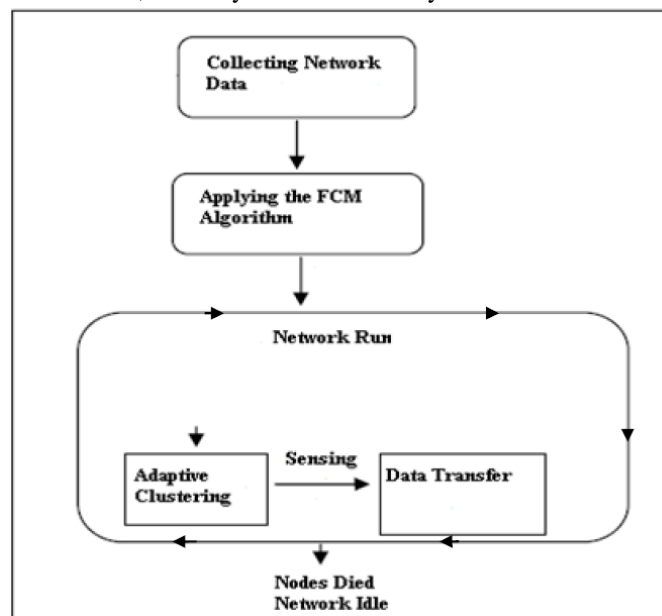 Collecting Network
Data
Applying the FCM
Algorithm
Network Run
Sensing
Adaptive
Clustering
Data Transfer
Nodes Died
Network Idle